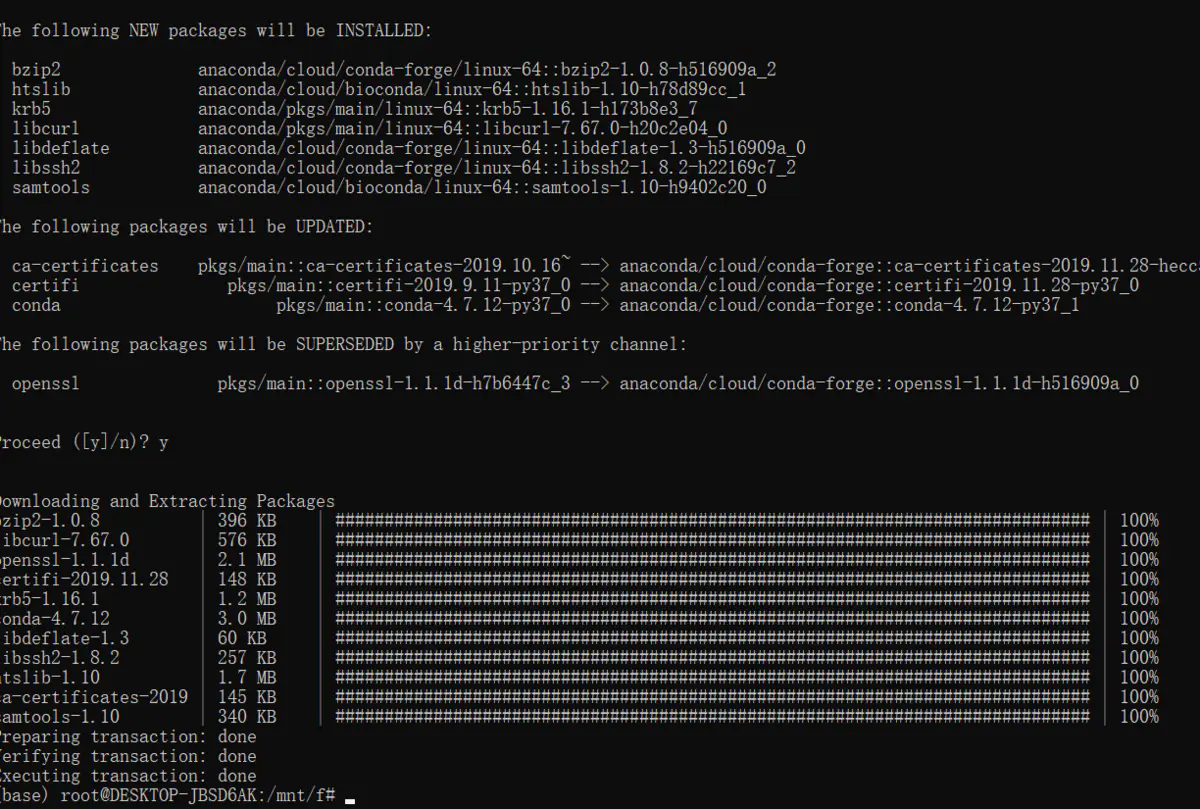 he following NEW packages will be INSTALLED:
bzip2 anaconda/cloud/conda-forge/linux-64::bzip2-1.0.8-h516909a_2
htslib anaconda/cloud/bioconda/linux-64::htslib-1.10-h78d89cc_1
krb5 anaconda/pkgs/main/linux-64::krb5-1.16.1-h173b8e3_7
libcurl anaconda/pkgs/main/linux-64::libcurl-7.67.0-h20c2e04_0
libdeflate anaconda/cloud/conda-forge/linux-64::libdeflate-1.3-h516909a_0
libssh2 anaconda/cloud/conda-forge/linux-64::libssh2-1.8.2-h22169c7_2
samtools anaconda/cloud/bioconda/linux-64::samtools-1.10-h9402c20_0
he following packages will be UPDATED:
ca-certificates pkgs/main::ca-certificates-2019.10.16~ --> anaconda/cloud/conda-forge::ca-certificates-2019.11.28-hecc
certifi pkgs/main::certifi-2019.9.11-py37_0 --> anaconda/cloud/conda-forge::certifi-2019.11.28-py37_0
conda pkgs/main::conda-4.7.12-py37_0 --> anaconda/cloud/conda-forge::conda-4.7.12-py37_1
he following packages will be SUPERSEDED by a higher-priority channel:
openssl pkgs/main::openssl-1.1.1d-h7b6447c_3 --> anaconda/cloud/conda-forge::openssl-1.1.1d-h516909a_0
roceed ([y]/n)? y
ownloading and Extracting Packages
zip2-1.0.8 | 396 KB | ############################################################################# | 100%
ibcurl-7.67.0 | 576 KB | ############################################################################# | 100%
penssl-1.1.1d | 2.1 MB | ############################################################################# | 100%
ertifi-2019.11.28 | 148 KB | ############################################################################# | 100%
rb5-1.16.1 | 1.2 MB | ############################################################################# | 100%
onda-4.7.12 | 3.0 MB | ############################################################################# | 100%
ibdeflate-1.3 | 60 KB | ############################################################################# | 100%
ibssh2-1.8.2 | 257 KB | ############################################################################# | 100%
tslib-1.10 | 1.7 MB | ############################################################################# | 100%
a-certificates-2019 | 145 KB | ############################################################################# | 100%
amtools-1.10 | 340 KB | ############################################################################# | 100%
reparing transaction: done
erifying transaction: done
xecuting transaction: done
base) root@DESKTOP-JBSD6AK:/mnt/f#